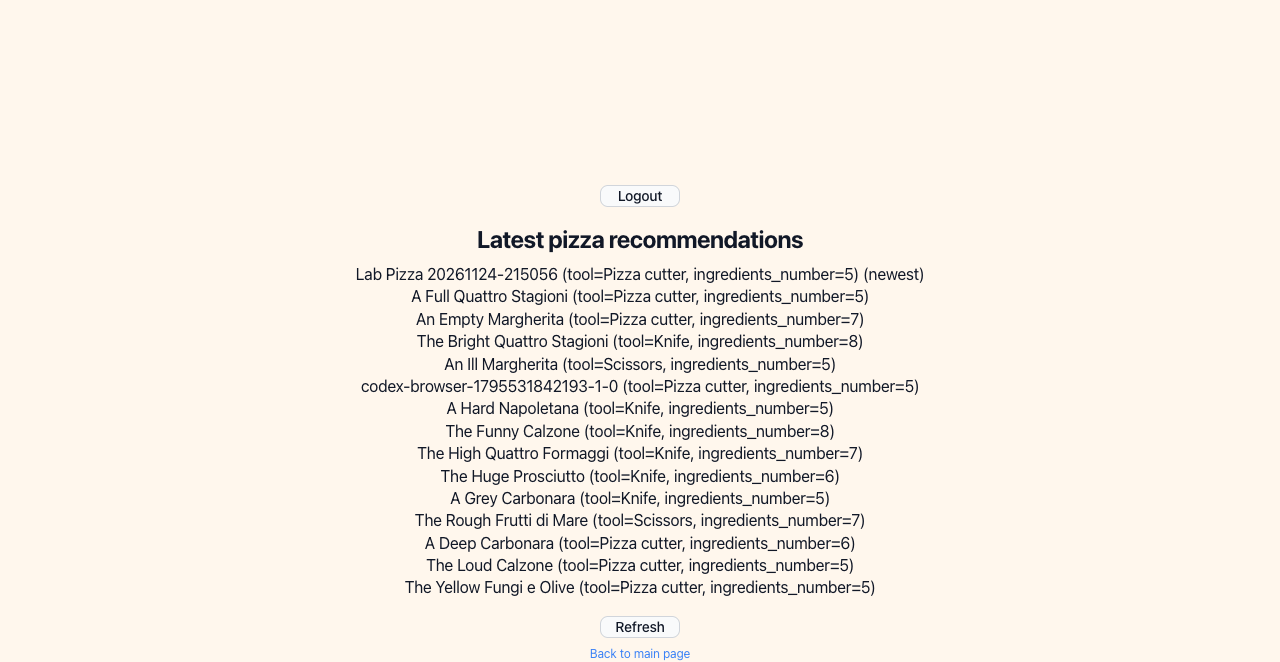 Logout
Latest pizza recommendations
Lab Pizza 20261124-215056 (tool=Pizza cutter, ingredients_number=5) (newest)
A Full Quattro Stagioni (tool=Pizza cutter, ingredients_number=5)
An Empty Margherita (tool=Pizza cutter, ingredients_number=7)
The Bright Quattro Stagioni (tool=Knife, ingredients_number=8)
An Ill Margherita (tool=Scissors, ingredients_number=5)
codex-browser-1795531842193-1-0 (tool=Pizza cutter, ingredients_number=5)
A Hard Napoletana (tool=Knife, ingredients_number=5)
The Funny Calzone (tool=Knife, ingredients_number=8)
The High Quattro Formaggi (tool=Knife, ingredients_number=7)
The Huge Prosciutto (tool=Knife, ingredients_number=6)
A Grey Carbonara (tool=Knife, ingredients_number=5)
The Rough Frutti di Mare (tool=Scissors, ingredients_number=7)
A Deep Carbonara (tool=Pizza cutter, ingredients_number=6)
The Loud Calzone (tool=Pizza cutter, ingredients_number=5)
The Yellow Fungi e Olive (tool=Pizza cutter, ingredients_number=5)
Refresh
Back to main page